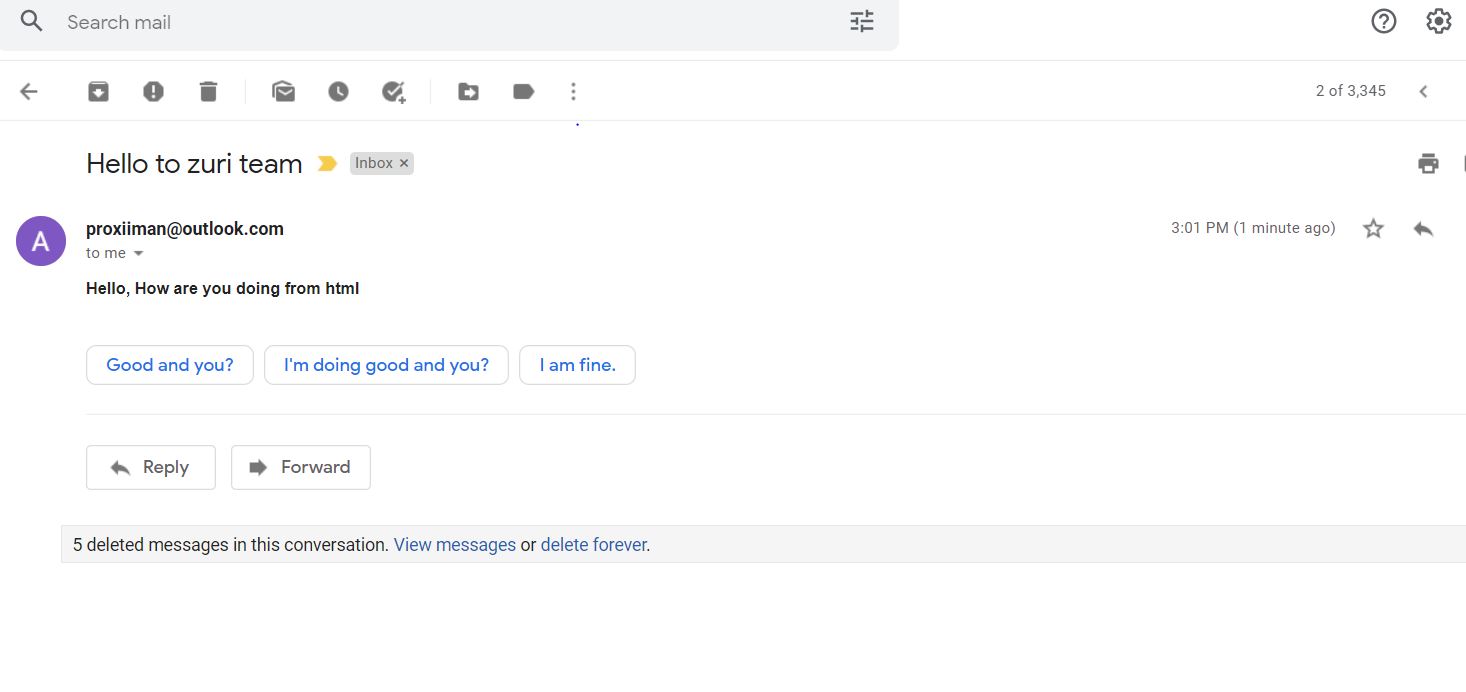 Search mail
2 of 3,345
Hello to zuri team Inbox ×
proxiiman@outlook.com 3:01 PM (1 minute ago)
A
to me
Hello, How are you doing from html
Good and you? I'm doing good and you? I am fine.
Reply Forward
5 deleted messages in this conversation. View messages or delete forever.